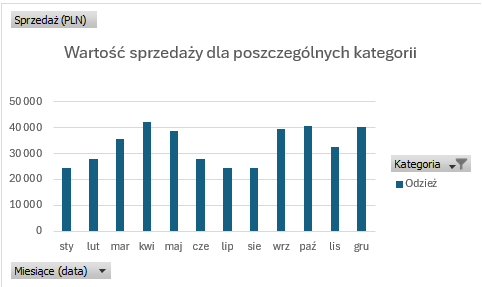 Sprzedaż (PLN)
Wartość sprzedaży dla poszczególnych kategorii
50 000
40 000
30 000
20 000
10 000
0
sty lut mar kwi maj cze lip sie wrz paź lis gru
Kategoria
Odzież
Miesiące (data)